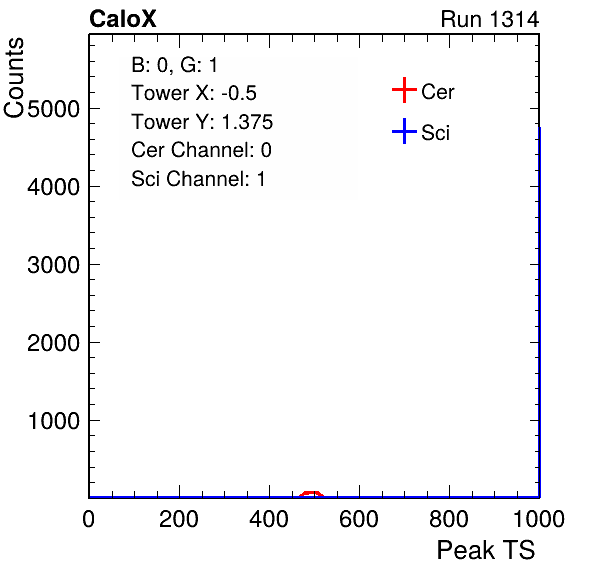 CaloX Run 1314
Counts
B: 0, G: 1
Tower X: -0.5
Tower Y: 1.375
Cer Channel: 0
Sci Channel: 1
Cer
Sci
5000
4000
3000
2000
1000
0 200 400 600 800 1000
Peak TS